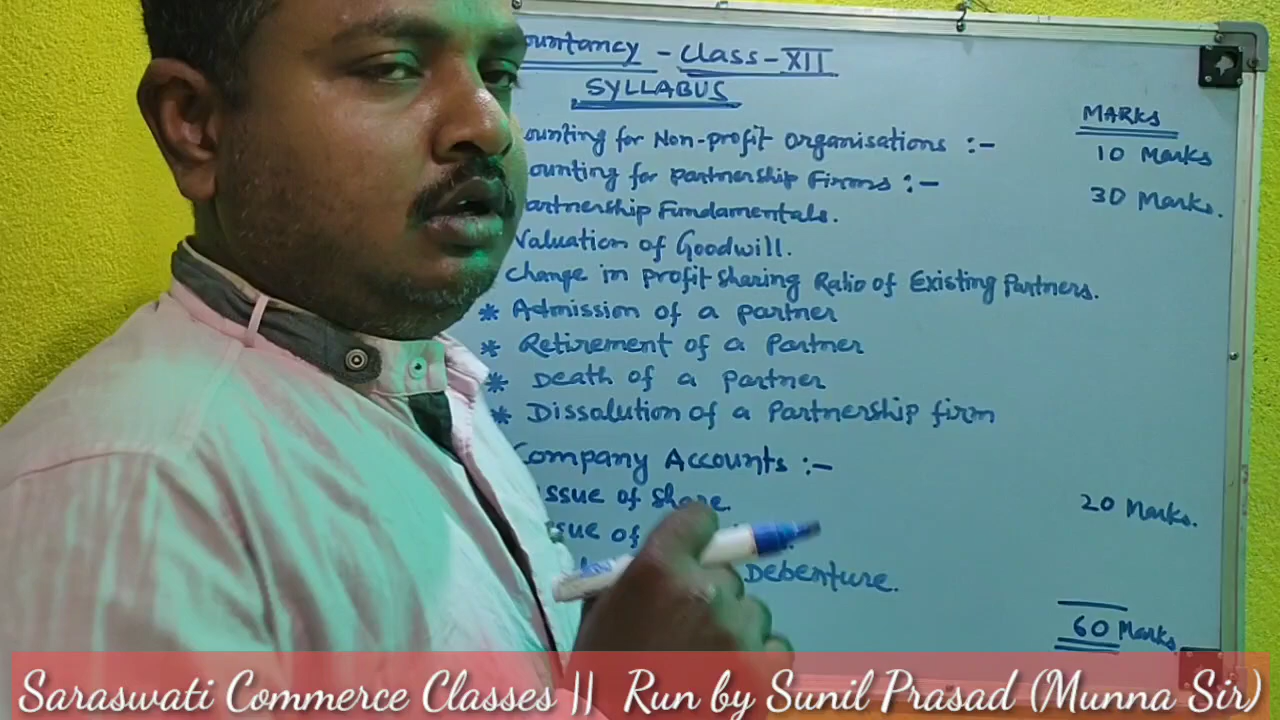 ountancy - Class - XII
SYLLABUS
MARKS
ounting for Non-profit Organisations :- 10 Marks
ounting for Partnership Firms :- 30 Marks.
artnership Fundamentals.
Valuation of Goodwill.
Change in profit sharing Ratio of Existing Partners.
* Admission of a partner
* Retirement of a Partner
* Death of a partner
* Dissolution of a Partnership firm
Company Accounts :-
Issue of Share. 20 Marks.
ssue of
Debenture.
60 Marks
Saraswati Commerce Classes || Run by Sunil Prasad (Munna Sir)